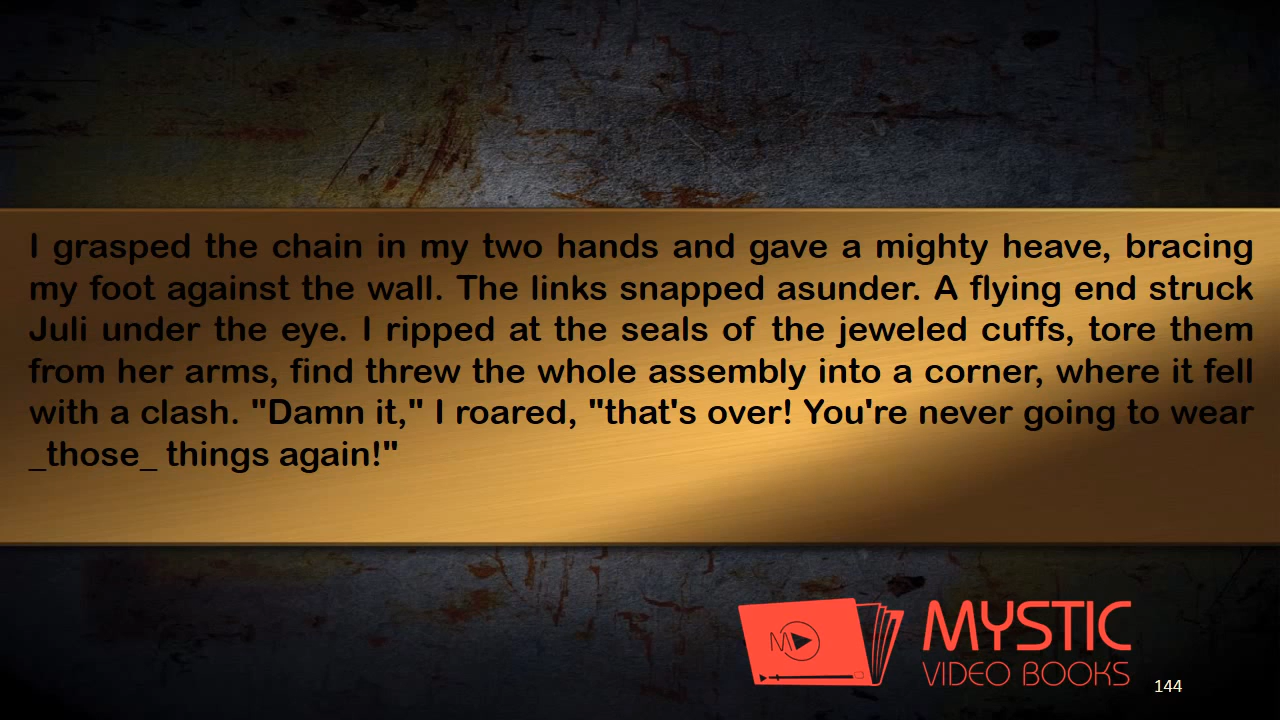 I grasped the chain in my two hands and gave a mighty heave, bracing
my foot against the wall. The links snapped asunder. A flying end struck
Juli under the eye. I ripped at the seals of the jeweled cuffs, tore them
from her arms, find threw the whole assembly into a corner, where it fell
with a clash. "Damn it," I roared, "that's over! You're never going to wear
_those_ things again!"
M
MYSTIC
VIDEO BOOKS
144